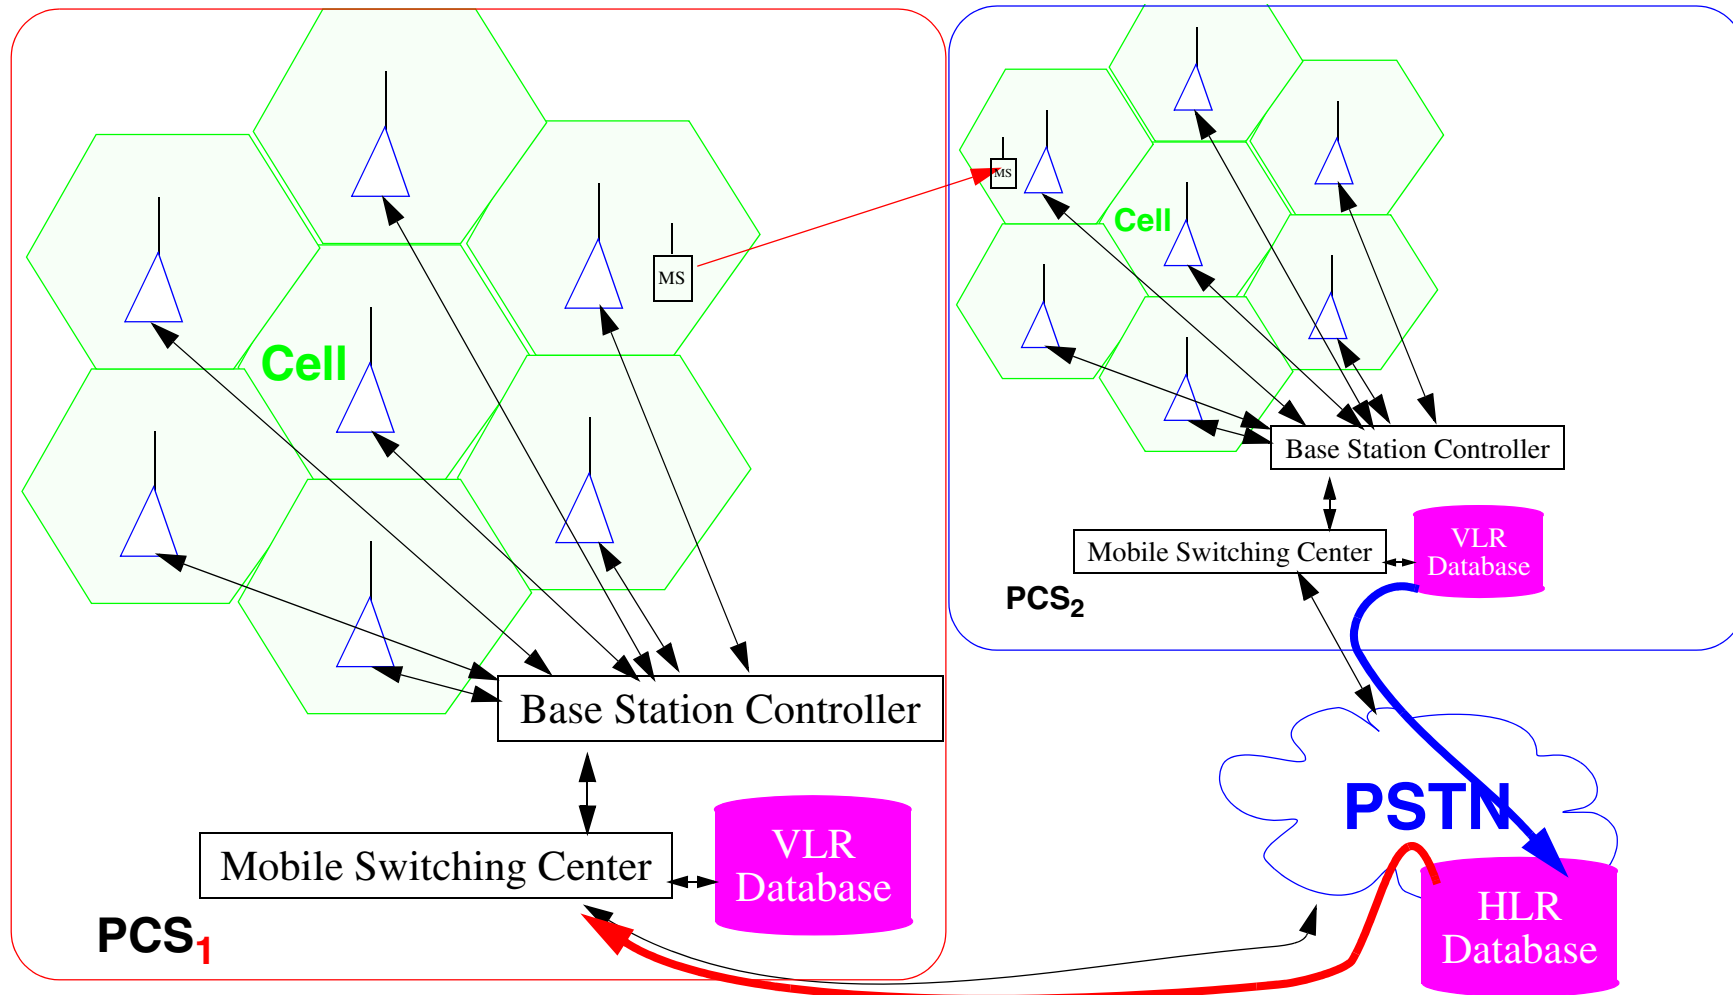 MS
Cell
Base Station Controller
Mobile Switching Center
VLR
Database
PCS1
MS
Cell
Base Station Controller
Mobile Switching Center
VLR
Database
PCS2
PSTN
HLR
Database